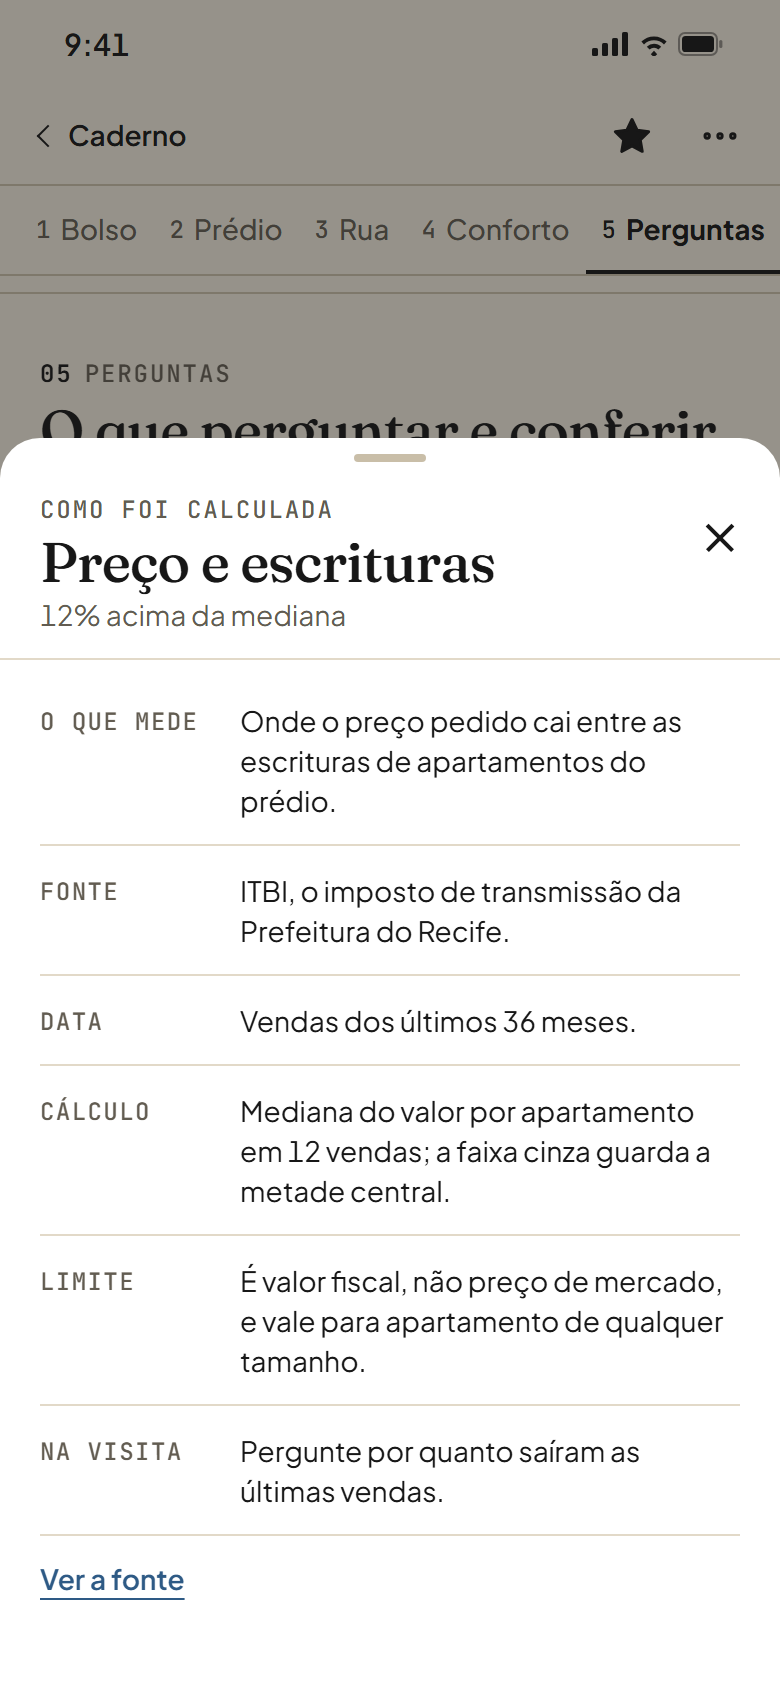 9:41
Caderno
1 Bolso 2 Prédio 3 Rua 4 Conforto 5 Perguntas
05 PERGUNTAS
O que perguntar e conferir
COMO FOI CALCULADA
Preço e escrituras
12% acima da mediana
O QUE MEDE Onde o preço pedido cai entre as
escrituras de apartamentos do
prédio.
FONTE ITBI, o imposto de transmissão da
Prefeitura do Recife.
DATA Vendas dos últimos 36 meses.
CÁLCULO Mediana do valor por apartamento
em 12 vendas; a faixa cinza guarda a
metade central.
LIMITE É valor fiscal, não preço de mercado,
e vale para apartamento de qualquer
tamanho.
NA VISITA Pergunte por quanto saíram as
últimas vendas.
Ver a fonte